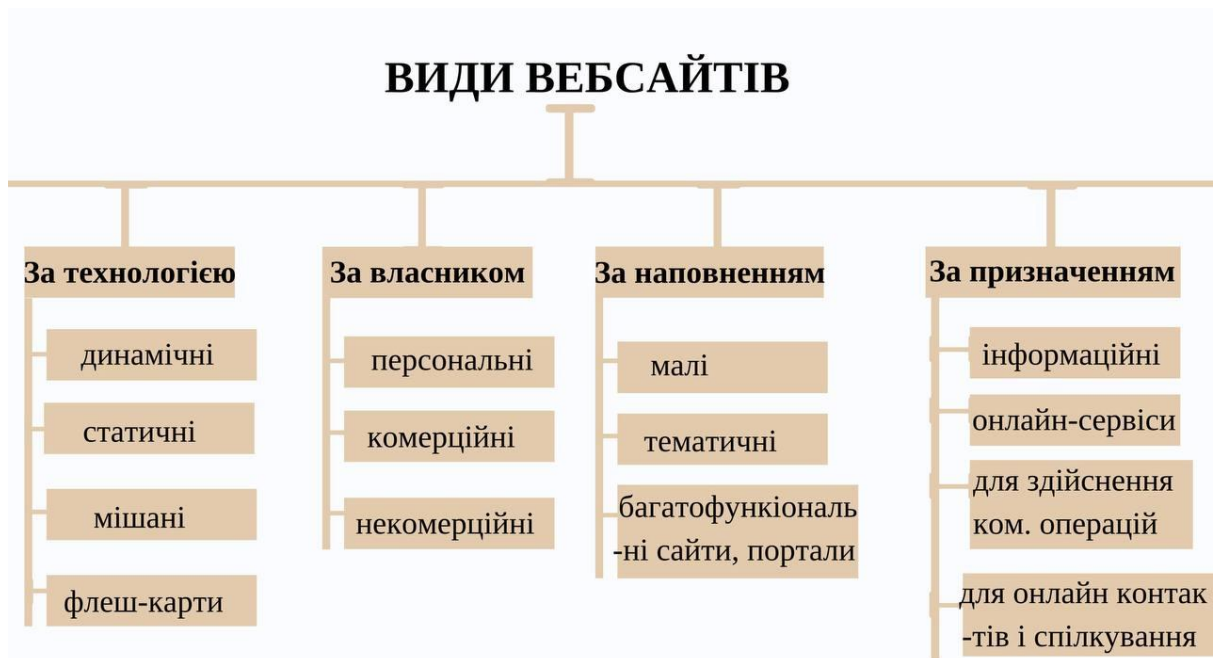 ВИДИ ВЕБСАЙТІВ
За технологією
динамічні
статичні
мішані
флеш-карти
За власником
персональні
комерційні
некомерційні
За наповненням
малі
тематичні
багатофункіональ
-ні сайти, портали
За призначенням
інформаційні
онлайн-сервіси
для здійснення
ком. операцій
для онлайн контак
-тів і спілкування